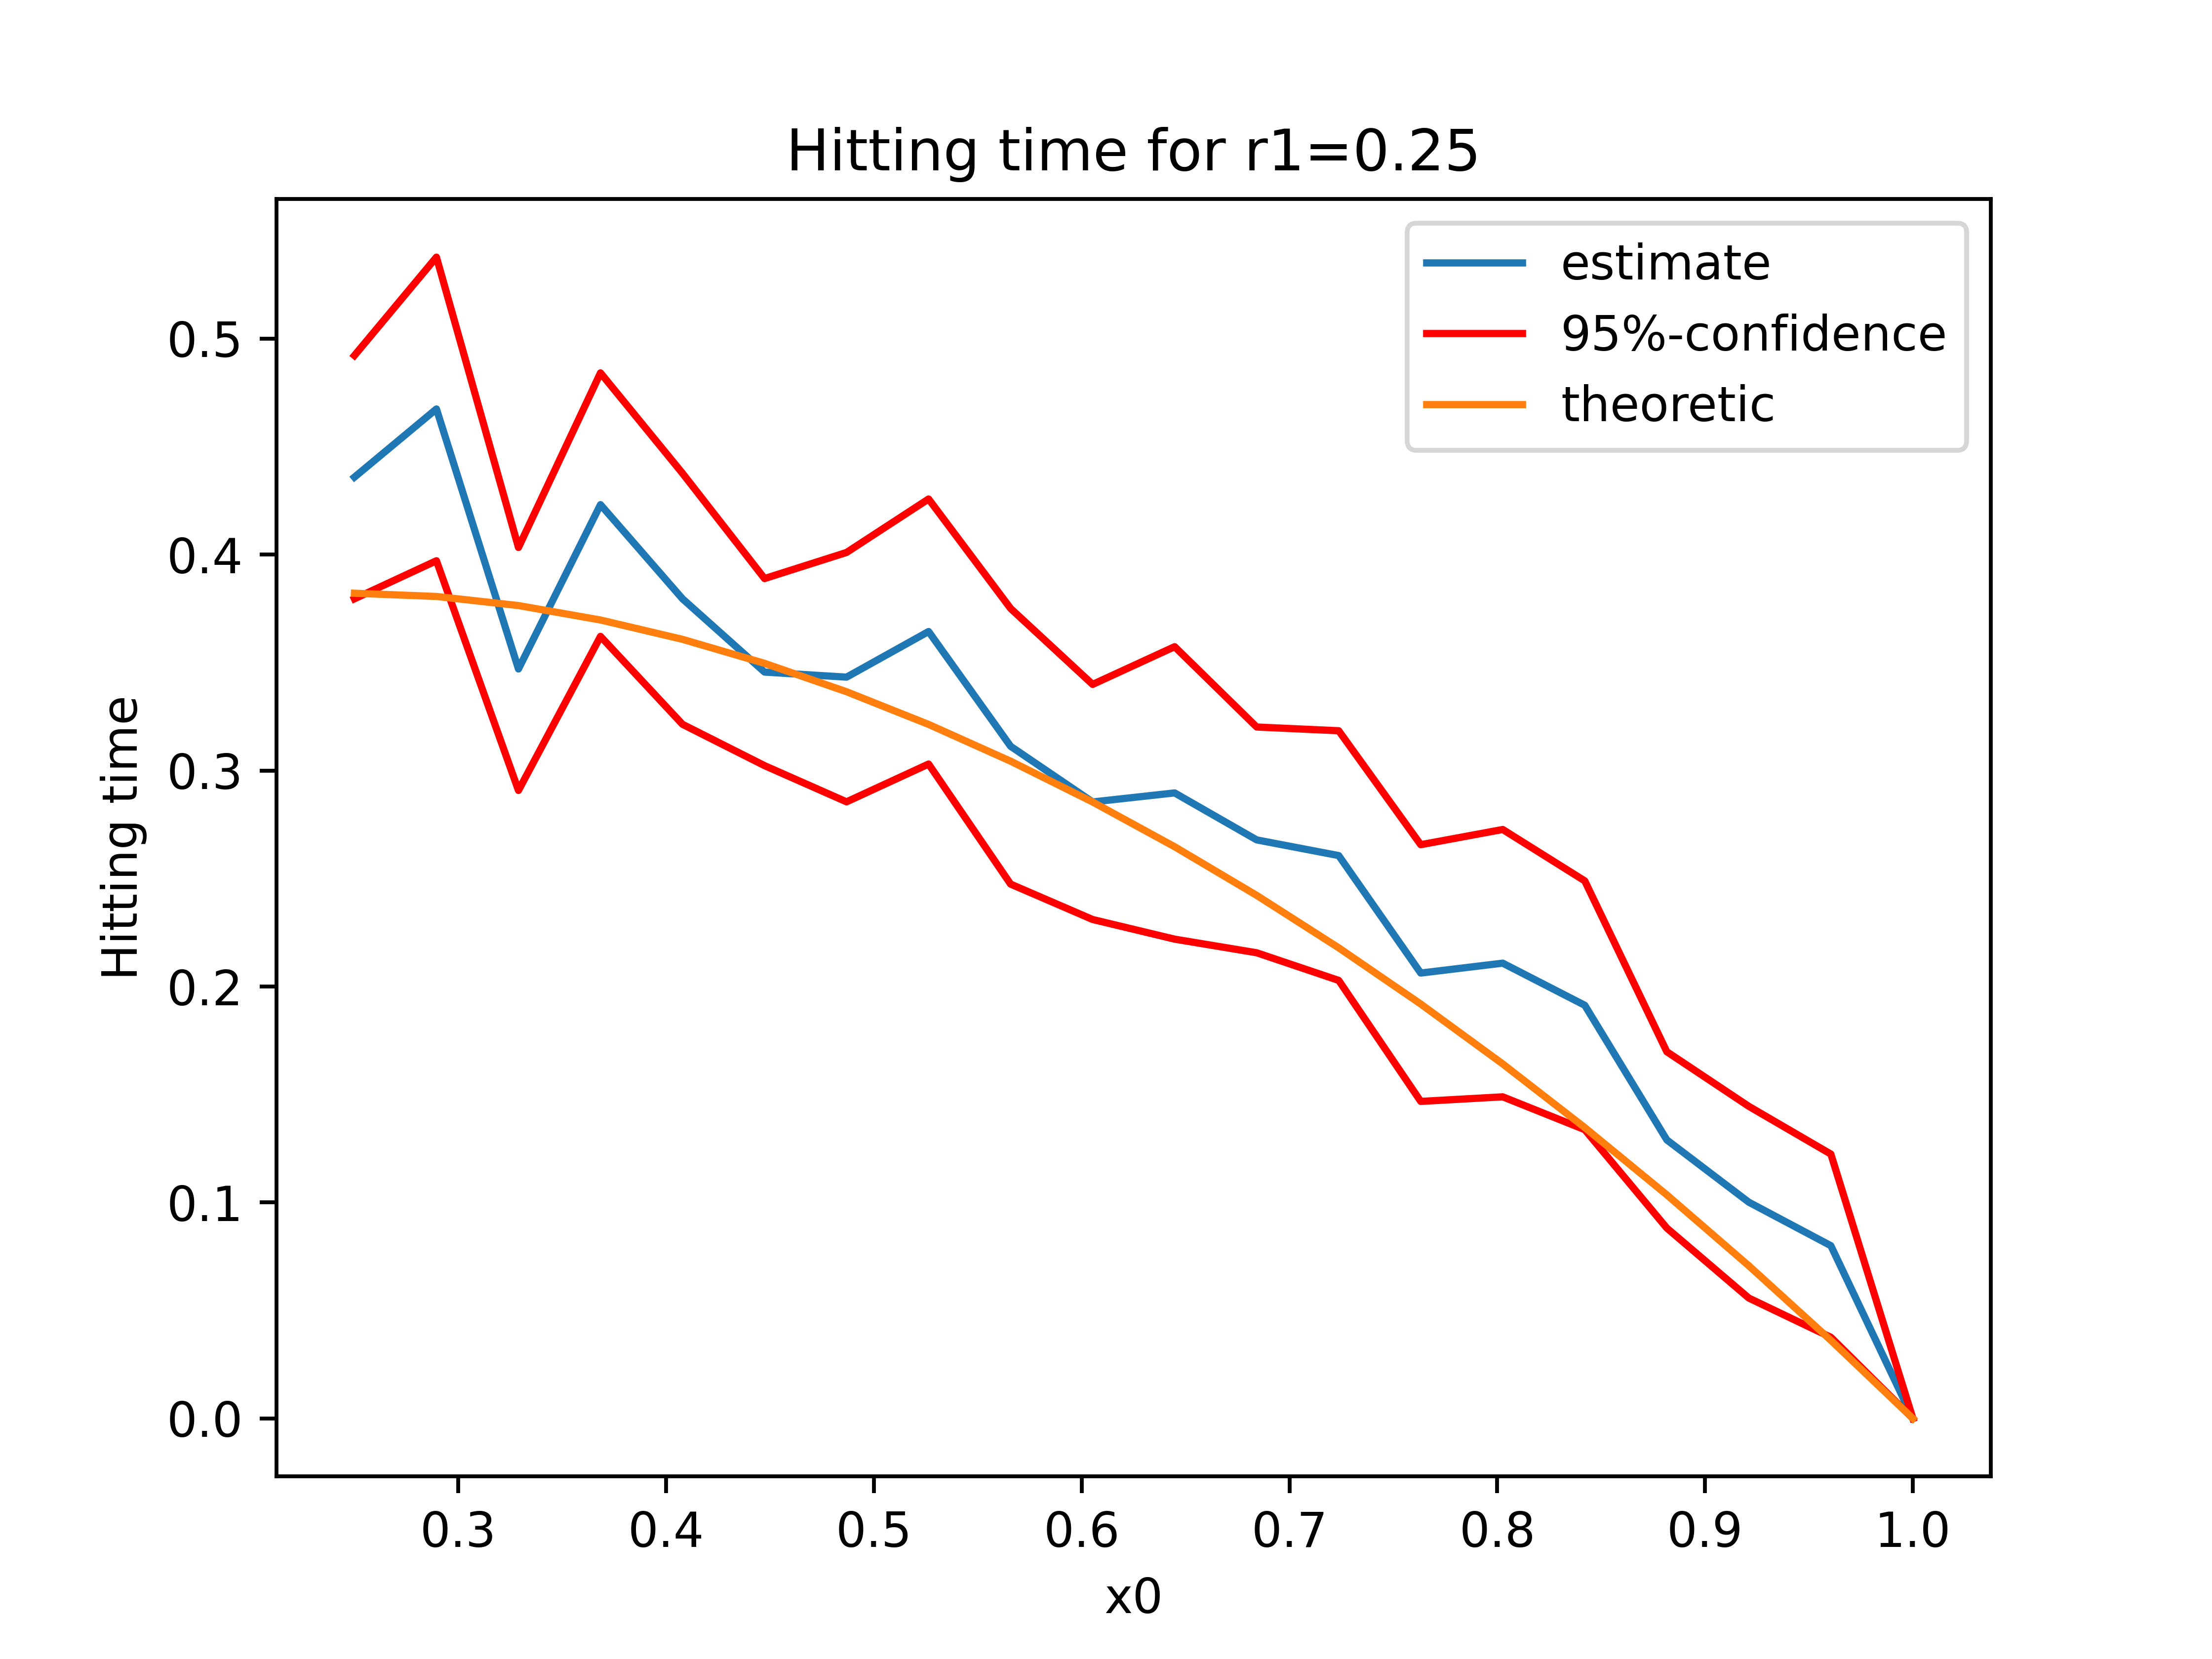 Hitting time for r1=0.25
estimate
95%-confidence
theoretic
Hitting time
0.5
0.4
0.3
0.2
0.1
0.0
0.3 0.4 0.5 0.6 0.7 0.8 0.9 1.0
x0